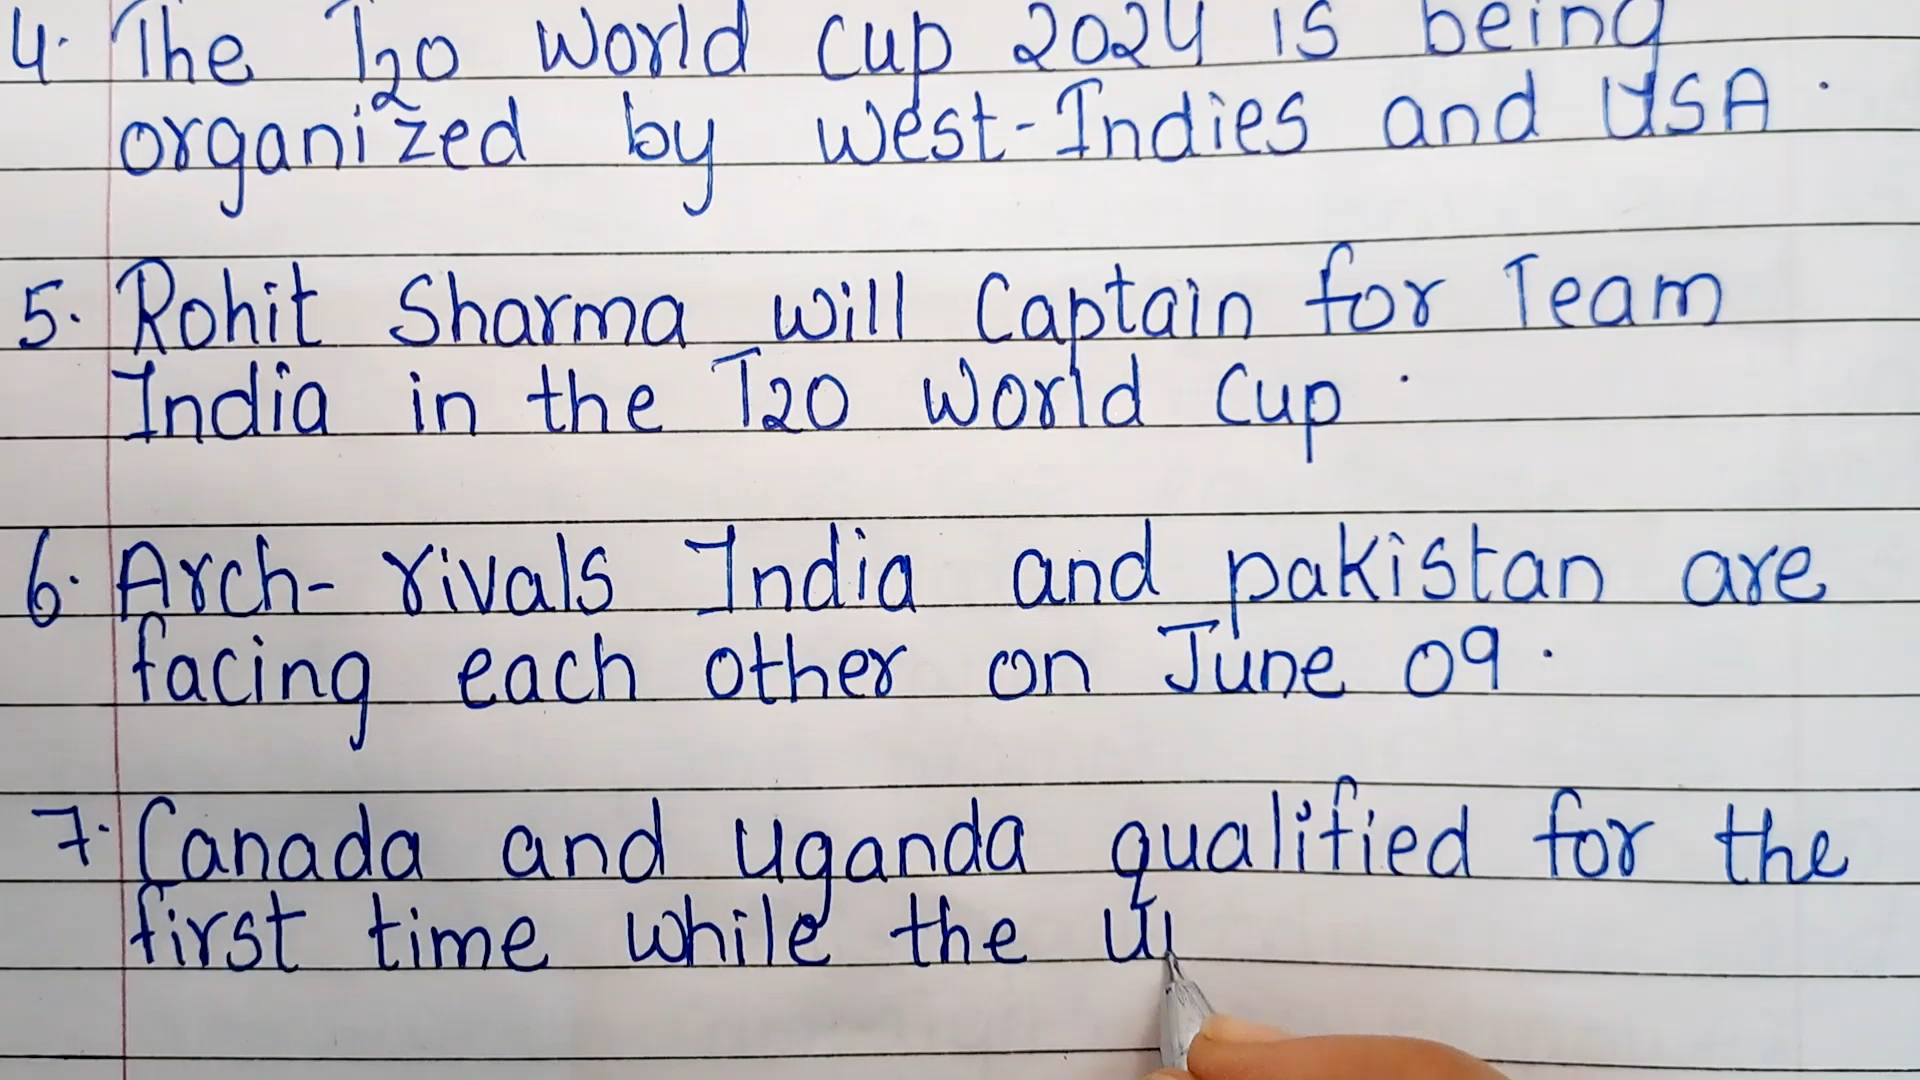 4. The T20 World Cup 2024 is being
organized by West-Indies and USA.
5. Rohit Sharma will Captain for Team
India in the T20 World Cup.
6. Arch-rivals India and pakistan are
facing each other on June 09.
7. Canada and Uganda qualified for the
first time while the